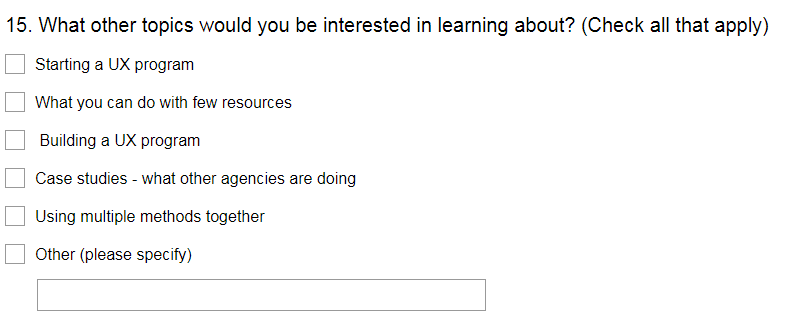 15. What other topics would you be interested in learning about? (Check all that apply)
Starting a UX program
What you can do with few resources
Building a UX program
Case studies - what other agencies are doing
Using multiple methods together
Other (please specify)